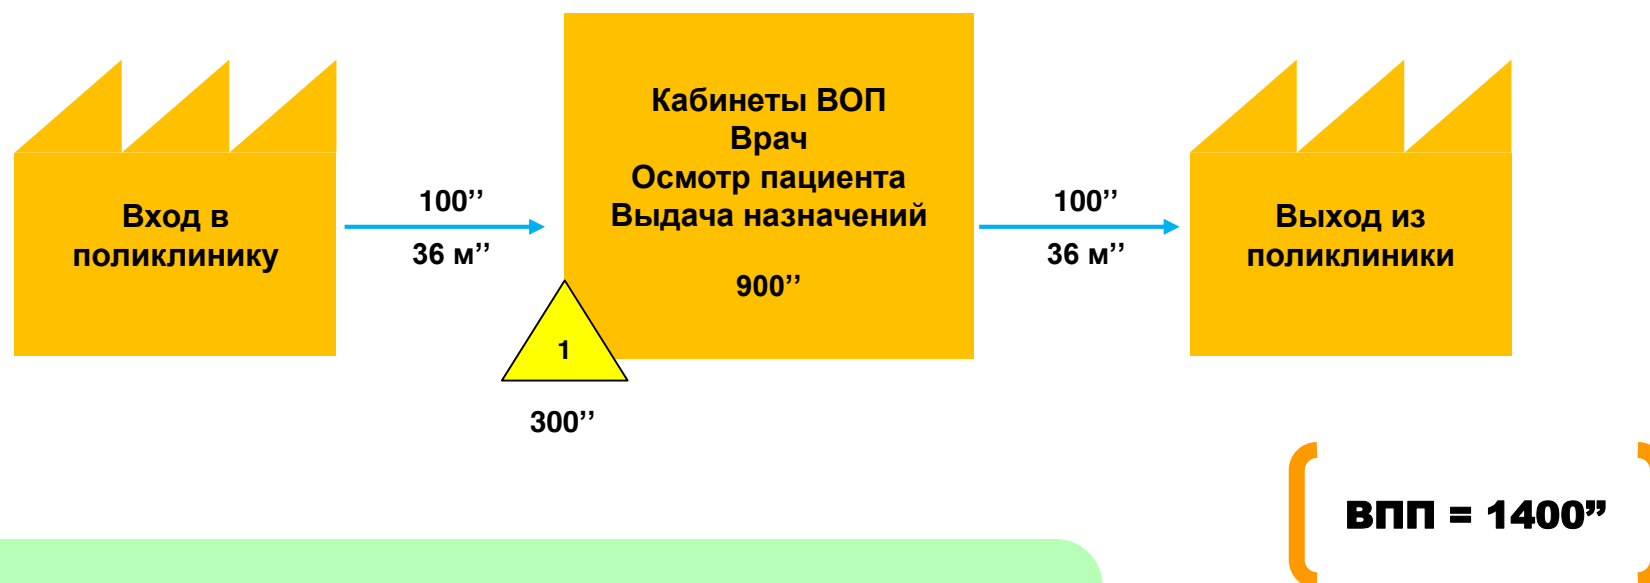 Вход в
поликлинику
100’’
36 м’’
Кабинеты ВОП
Врач
Осмотр пациента
Выдача назначений
900’’
1
300’’
100’’
36 м’’
Выход из
поликлиники
ВПП = 1400”